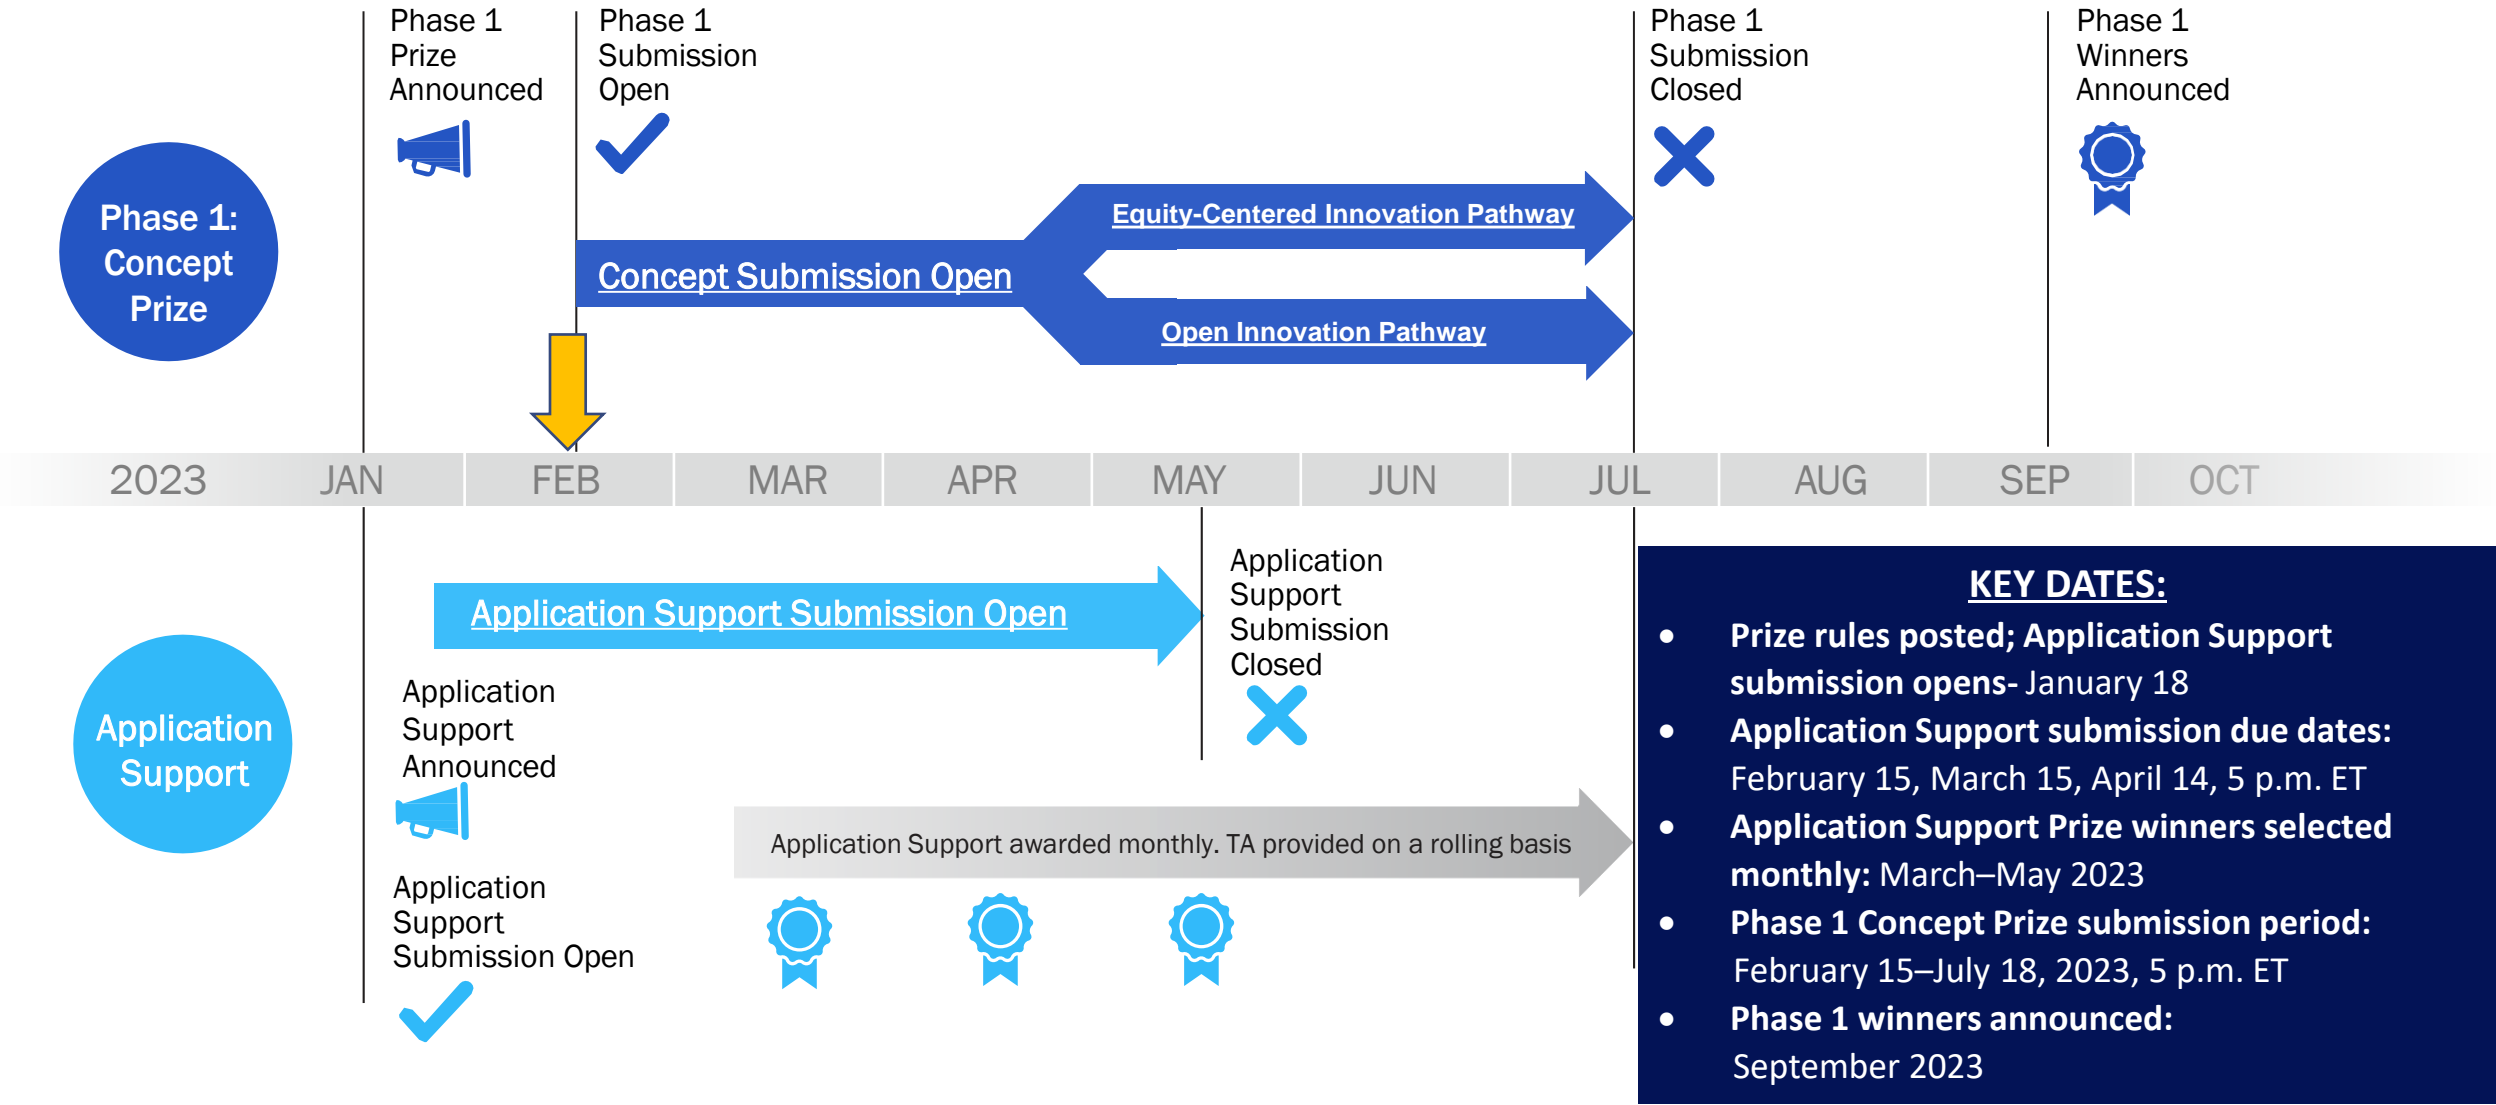 Phase 1
Prize
Announced
Phase 1
Submission
Open
Phase 1
Submission
Closed
Phase 1
Winners
Announced
Phase 1:
Concept
Prize
Equity-Centered Innovation Pathway
Concept Submission Open
Open Innovation Pathway
2023 JAN FEB MAR APR MAY JUN JUL AUG SEP OCT
Application Support Submission Open
Application
Support
Submission
Closed
Application
Support
Application
Support
Announced
Application Support awarded monthly. TA provided on a rolling basis
Application
Support
Submission Open
KEY DATES:
• Prize rules posted; Application Support
submission opens- January 18
• Application Support submission due dates:
February 15, March 15, April 14, 5 p.m. ET
• Application Support Prize winners selected
monthly: March–May 2023
• Phase 1 Concept Prize submission period:
February 15–July 18, 2023, 5 p.m. ET
• Phase 1 winners announced:
September 2023